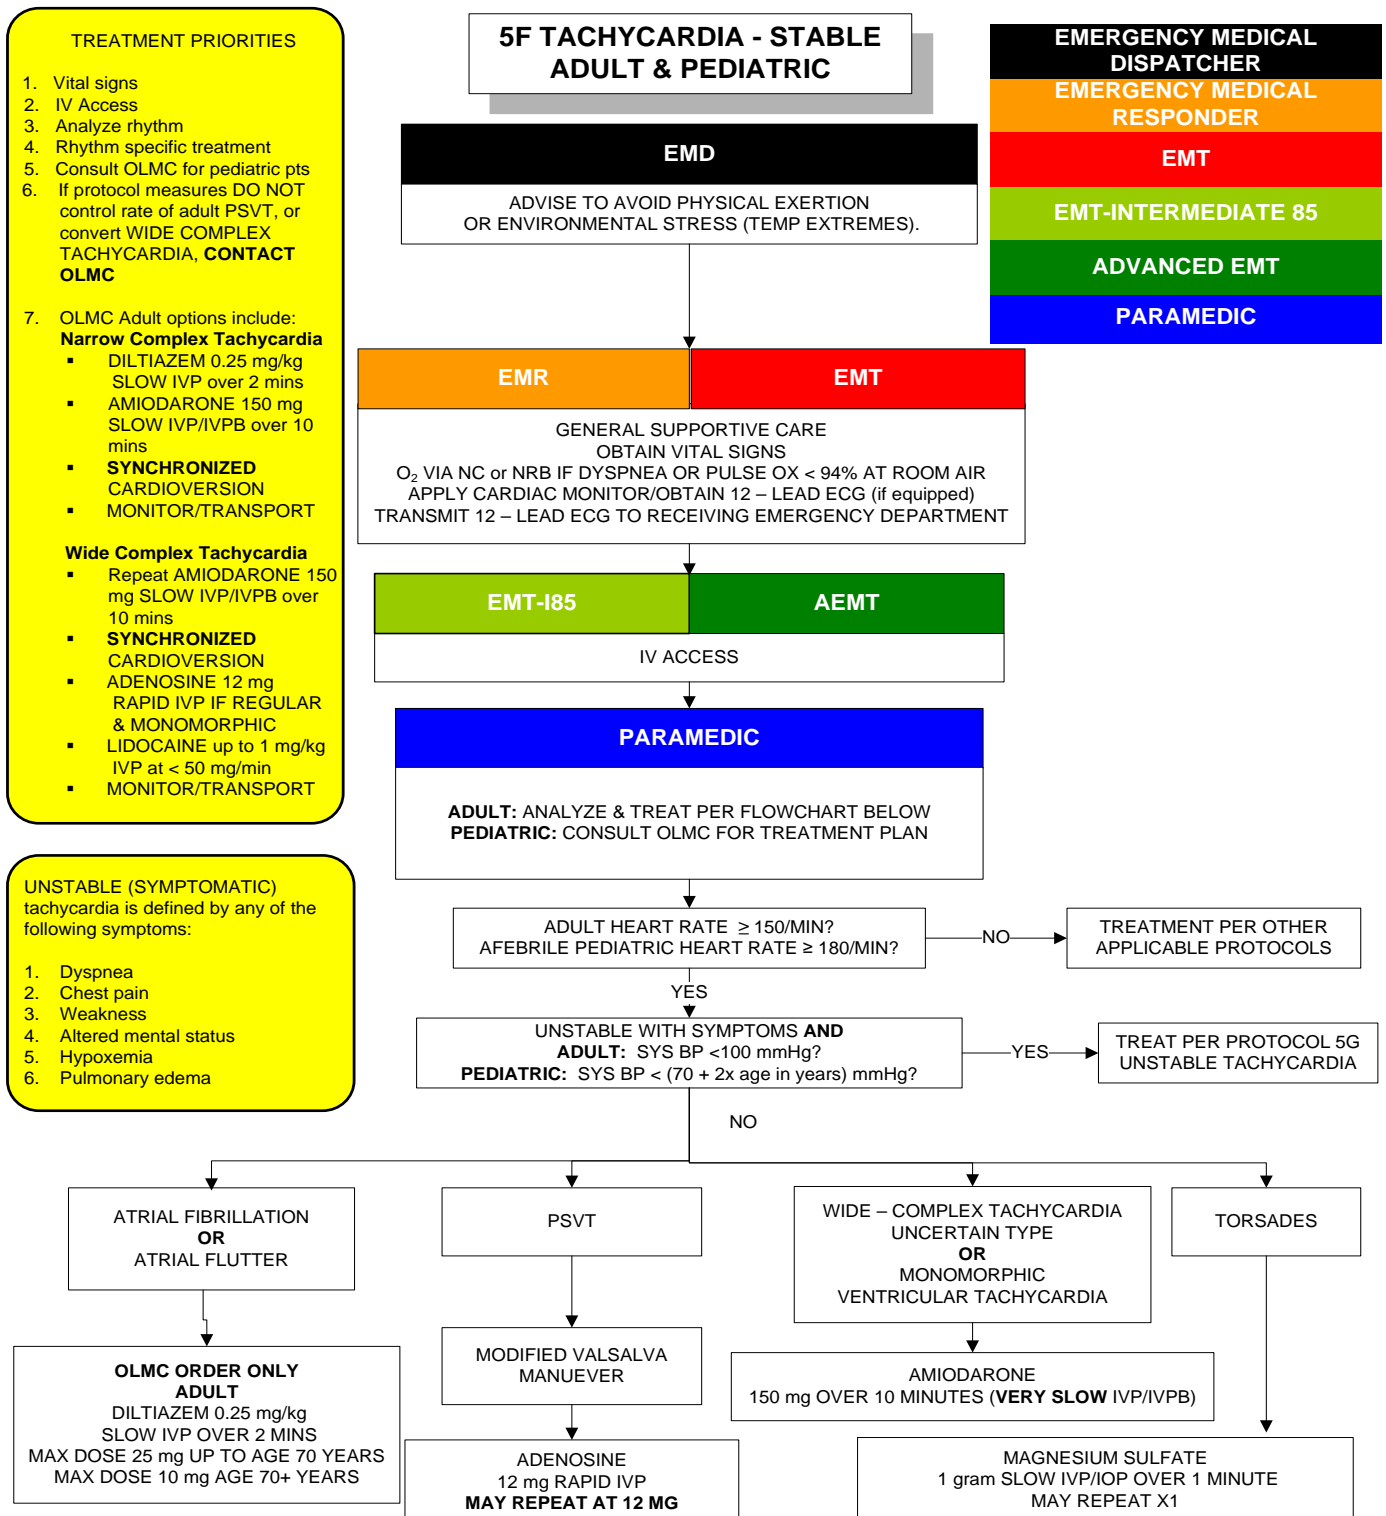 TREATMENT PRIORITIES
1. Vital signs
2. IV Access
3. Analyze rhythm
4. Rhythm specific treatment
5. Consult OLMC for pediatric pts
6. If protocol measures DO NOT
control rate of adult PSVT, or
convert WIDE COMPLEX
TACHYCARDIA, CONTACT
OLMC
7. OLMC Adult options include:
Narrow Complex Tachycardia
▪ DILTIAZEM 0.25 mg/kg
SLOW IVP over 2 mins
▪ AMIODARONE 150 mg
SLOW IVP/IVPB over 10
mins
▪ SYNCHRONIZED
CARDIOVERSION
▪ MONITOR/TRANSPORT
Wide Complex Tachycardia
▪ Repeat AMIODARONE 150
mg SLOW IVP/IVPB over
10 mins
▪ SYNCHRONIZED
CARDIOVERSION
▪ ADENOSINE 12 mg
RAPID IVP IF REGULAR
& MONOMORPHIC
▪ LIDOCAINE up to 1 mg/kg
IVP at < 50 mg/min
▪ MONITOR/TRANSPORT
UNSTABLE (SYMPTOMATIC)
tachycardia is defined by any of the
following symptoms:
1. Dyspnea
2. Chest pain
3. Weakness
4. Altered mental status
5. Hypoxemia
6. Pulmonary edema
5F TACHYCARDIA - STABLE
ADULT & PEDIATRIC
EMERGENCY MEDICAL
DISPATCHER
EMERGENCY MEDICAL
RESPONDER
EMT
EMT-INTERMEDIATE 85
ADVANCED EMT
PARAMEDIC
EMD
ADVISE TO AVOID PHYSICAL EXERTION
OR ENVIRONMENTAL STRESS (TEMP EXTREMES).
EMR
EMT
GENERAL SUPPORTIVE CARE
OBTAIN VITAL SIGNS
O2 VIA NC or NRB IF DYSPNEA OR PULSE OX < 94% AT ROOM AIR
APPLY CARDIAC MONITOR/OBTAIN 12 – LEAD ECG (if equipped)
TRANSMIT 12 – LEAD ECG TO RECEIVING EMERGENCY DEPARTMENT
EMT-I85
AEMT
IV ACCESS
PARAMEDIC
ADULT: ANALYZE & TREAT PER FLOWCHART BELOW
PEDIATRIC: CONSULT OLMC FOR TREATMENT PLAN
ADULT HEART RATE ≥ 150/MIN?
AFEBRILE PEDIATRIC HEART RATE ≥ 180/MIN?
NO
TREATMENT PER OTHER
APPLICABLE PROTOCOLS
YES
UNSTABLE WITH SYMPTOMS AND
ADULT: SYS BP <100 mmHg?
PEDIATRIC: SYS BP < (70 + 2x age in years) mmHg?
YES
TREAT PER PROTOCOL 5G
UNSTABLE TACHYCARDIA
NO
ATRIAL FIBRILLATION
OR
ATRIAL FLUTTER
PSVT
WIDE – COMPLEX TACHYCARDIA
UNCERTAIN TYPE
OR
MONOMORPHIC
VENTRICULAR TACHYCARDIA
TORSADES
OLMC ORDER ONLY
ADULT
DILTIAZEM 0.25 mg/kg
SLOW IVP OVER 2 MINS
MAX DOSE 25 mg UP TO AGE 70 YEARS
MAX DOSE 10 mg AGE 70+ YEARS
MODIFIED VALSALVA
MANUEVER
ADENOSINE
12 mg RAPID IVP
MAY REPEAT AT 12 MG
AMIODARONE
150 mg OVER 10 MINUTES (VERY SLOW IVP/IVPB)
MAGNESIUM SULFATE
1 gram SLOW IVP/IOP OVER 1 MINUTE
MAY REPEAT X1